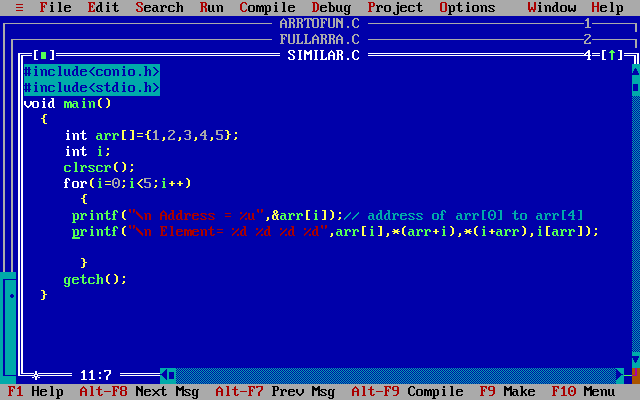 ≡ File Edit Search Run Compile Debug Project Options Window Help
ARRTOFUN.C 1
FULLARRA.C 2
[■] SIMILAR.C 4=[↑]
#include<conio.h>
#include<stdio.h>
void main()
{
int arr[]={1,2,3,4,5};
int i;
clrscr();
for(i=0;i<5;i++)
{
printf("\n Address = %u",&arr[i]);// address of arr[0] to arr[4]
printf("\n Element= %d %d %d %d",arr[i],*(arr+i),*(i+arr),i[arr]);
}
getch();
}
11:7
F1 Help Alt-F8 Next Msg Alt-F7 Prev Msg Alt-F9 Compile F9 Make F10 Menu